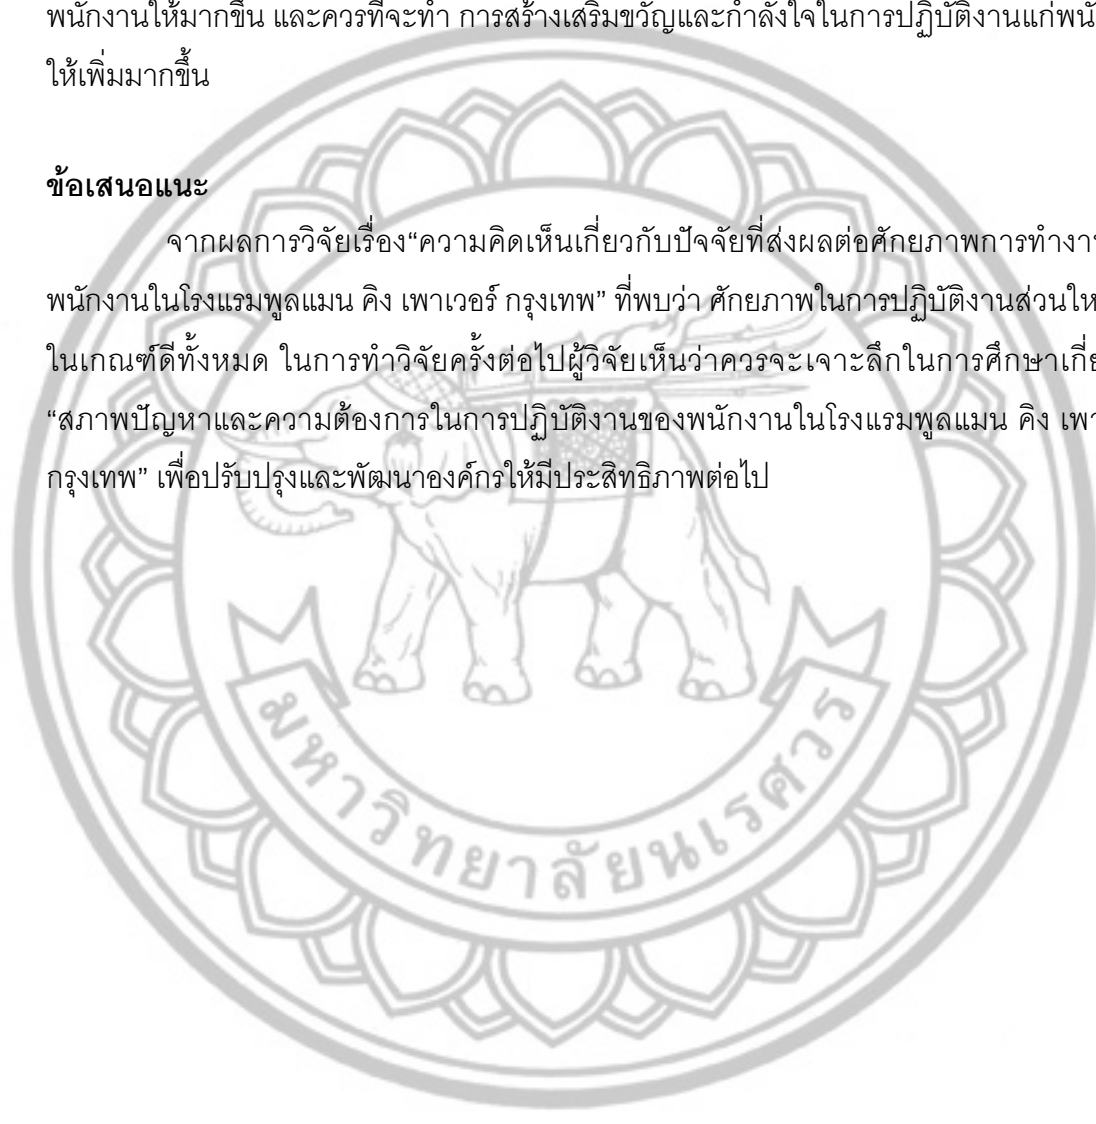 พนักงานให้มากขึ้น และควรที่จะทำ การสร้างเสริมขวัญและกำลังใจในการปฏิบัติงานแก่พนั
ให้เพิ่มมากขึ้น
ข้อเสนอแนะ
จากผลการวิจัยเรื่อง“ความคิดเห็นเกี่ยวกับปัจจัยที่ส่งผลต่อศักยภาพการทำงา
พนักงานในโรงแรมพูลแมน คิง เพาเวอร์ กรุงเทพ” ที่พบว่า ศักยภาพในการปฏิบัติงานส่วนให
ในเกณฑ์ดีทั้งหมด ในการทำวิจัยครั้งต่อไปผู้วิจัยเห็นว่าควรจะเจาะลึกในการศึกษาเกี่ย
“สภาพปัญหาและความต้องการในการปฏิบัติงานของพนักงานในโรงแรมพูลแมน คิง เพา
กรุงเทพ” เพื่อปรับปรุงและพัฒนาองค์กรให้มีประสิทธิภาพต่อไป
มหาวิทยาลัยนเรศวร